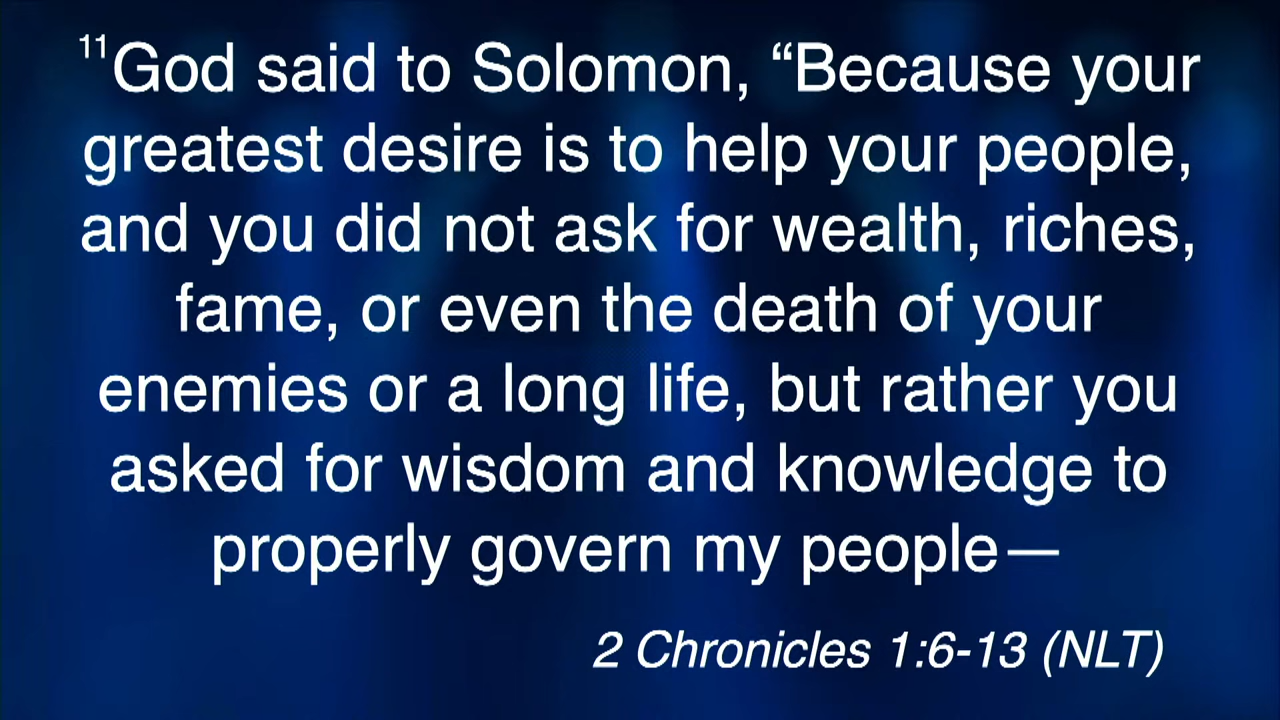 11God said to Solomon, “Because your
greatest desire is to help your people,
and you did not ask for wealth, riches,
fame, or even the death of your
enemies or a long life, but rather you
asked for wisdom and knowledge to
properly govern my people—
2 Chronicles 1:6-13 (NLT)